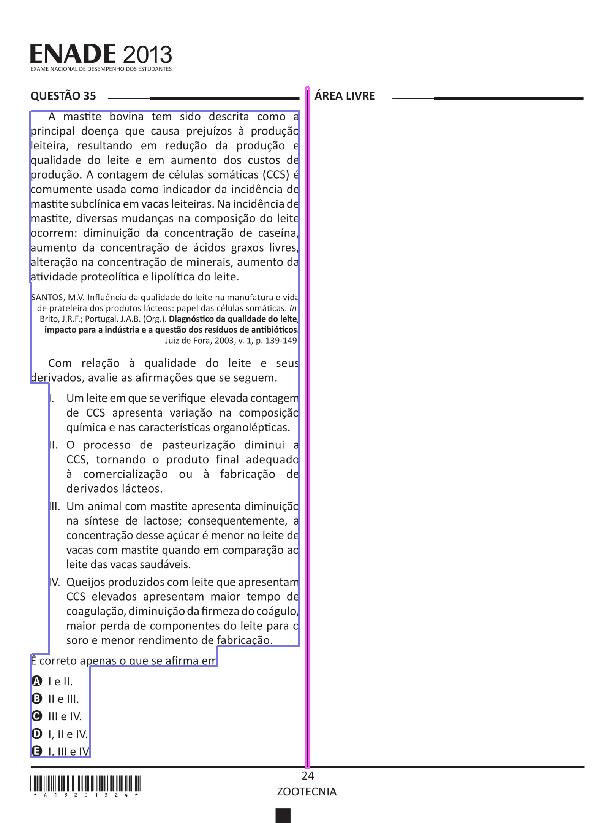 ENADE 2013
EXAME NACIONAL DE DESEMPENHO DOS ESTUDANTES
QUESTÃO 35
A mastite bovina tem sido descrita como a
principal doença que causa prejuízos à produção
leiteira, resultando em redução da produção e
qualidade do leite e em aumento dos custos de
produção. A contagem de células somáticas (CCS) é
comumente usada como indicador da incidência de
mastite subclínica em vacas leiteiras. Na incidência de
mastite, diversas mudanças na composição do leite
ocorrem: diminuição da concentração de caseína,
aumento da concentração de ácidos graxos livres,
alteração na concentração de minerais, aumento da
atividade proteolítica e lipolítica do leite.
SANTOS, M.V. Influência da qualidade do leite na manufatura e vida
de prateleira dos produtos lácteos: papel das células somáticas. In
Brito, J.R.F.; Portugal, J.A.B. (Org.). Diagnóstico da qualidade do leite,
impacto para a indústria e a questão dos resíduos de antibióticos.
Juiz de Fora, 2003, v. 1, p. 139-149.
Com relação à qualidade do leite e seus
derivados, avalie as afirmações que se seguem.
I. Um leite em que se verifique elevada contagem
de CCS apresenta variação na composição
química e nas características organolépticas.
II. O processo de pasteurização diminui a
CCS, tornando o produto final adequado
à comercialização ou à fabricação de
derivados lácteos.
III. Um animal com mastite apresenta diminuição
na síntese de lactose; consequentemente, a
concentração desse açúcar é menor no leite de
vacas com mastite quando em comparação ao
leite das vacas saudáveis.
IV. Queijos produzidos com leite que apresentam
CCS elevados apresentam maior tempo de
coagulação, diminuição da firmeza do coágulo,
maior perda de componentes do leite para o
soro e menor rendimento de fabricação.
É correto apenas o que se afirma em
A I e II.
B II e III.
C III e IV.
D I, II e IV.
E I, III e IV.
ÁREA LIVRE
24
ZOOTECNIA